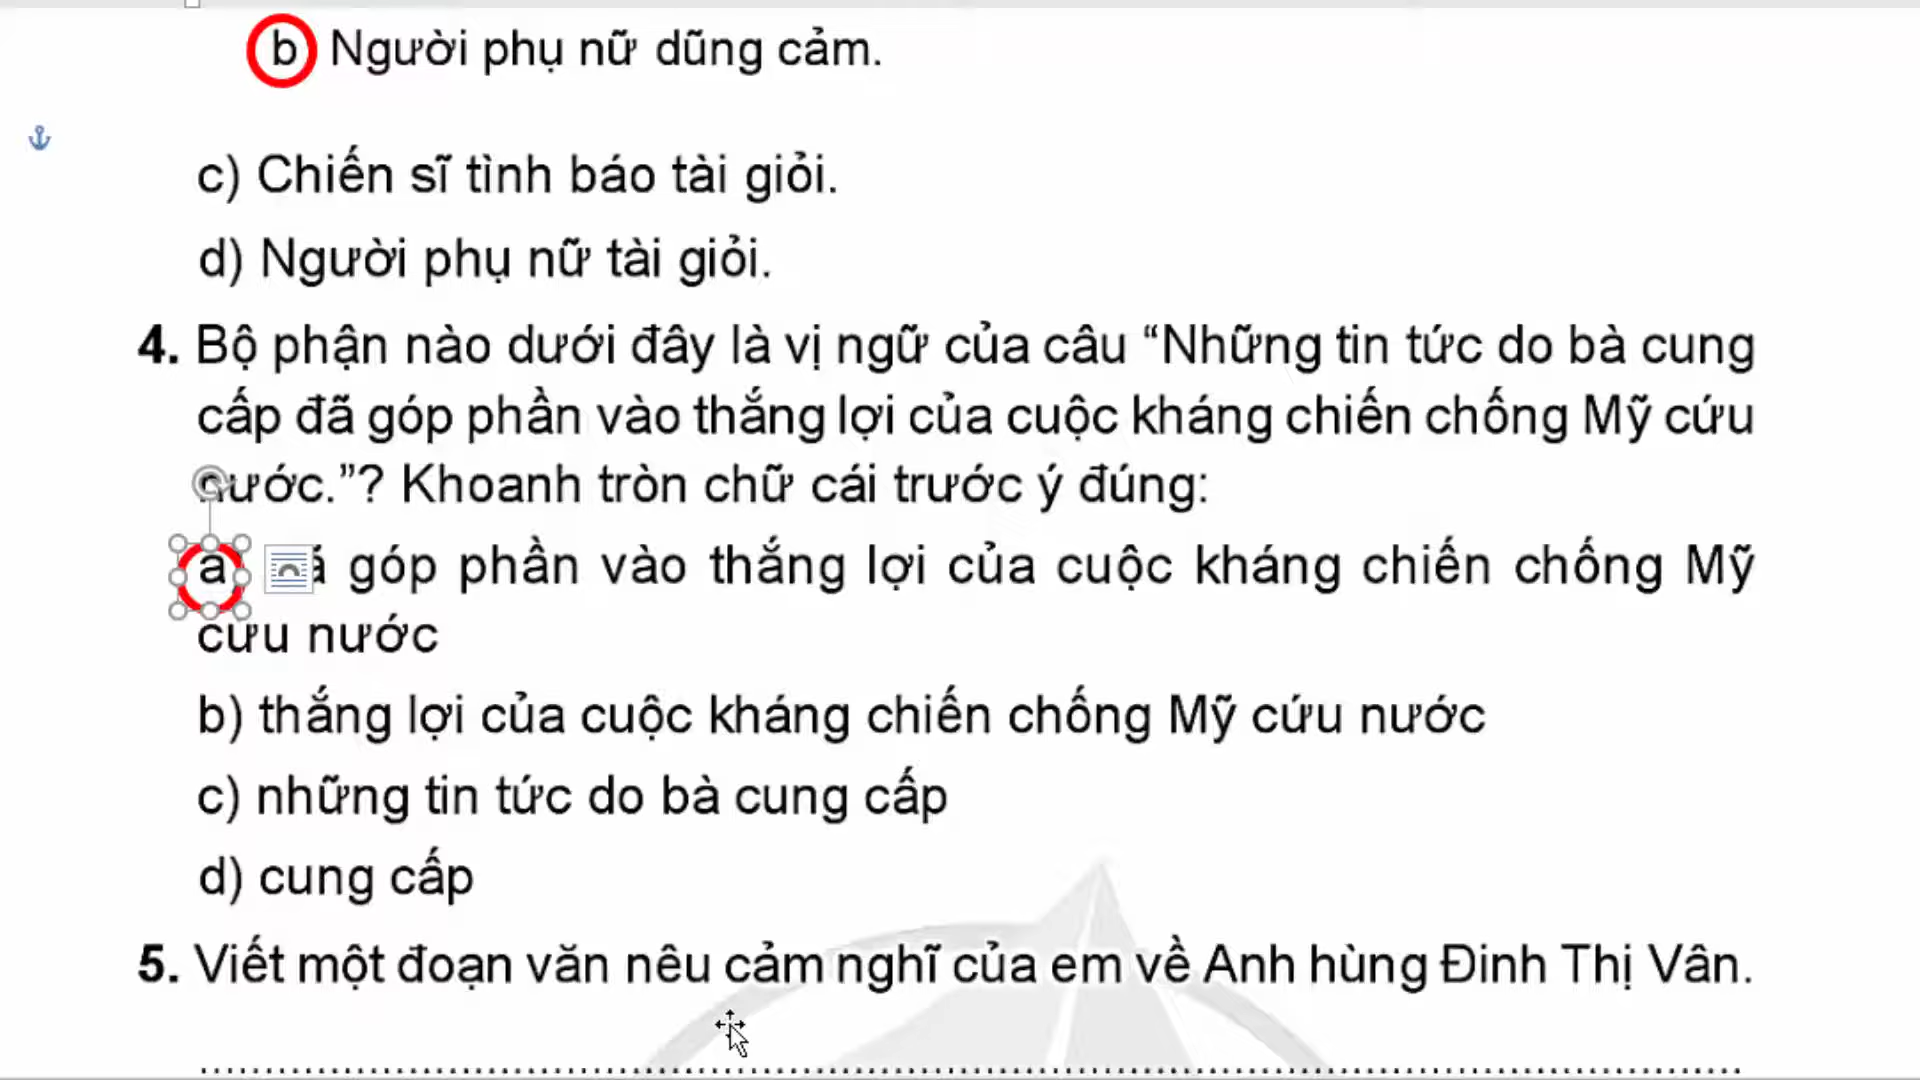 b Người phụ nữ dũng cảm.
c) Chiến sĩ tình báo tài giỏi.
d) Người phụ nữ tài giỏi.
4. Bộ phận nào dưới đây là vị ngữ của câu “Những tin tức do bà cung
cấp đã góp phần vào thắng lợi của cuộc kháng chiến chống Mỹ cứu
nước.”? Khoanh tròn chữ cái trước ý đúng:
a góp phần vào thắng lợi của cuộc kháng chiến chống Mỹ
cứu nước
b) thắng lợi của cuộc kháng chiến chống Mỹ cứu nước
c) những tin tức do bà cung cấp
d) cung cấp
5. Viết một đoạn văn nêu cảm nghĩ của em về Anh hùng Đinh Thị Vân.